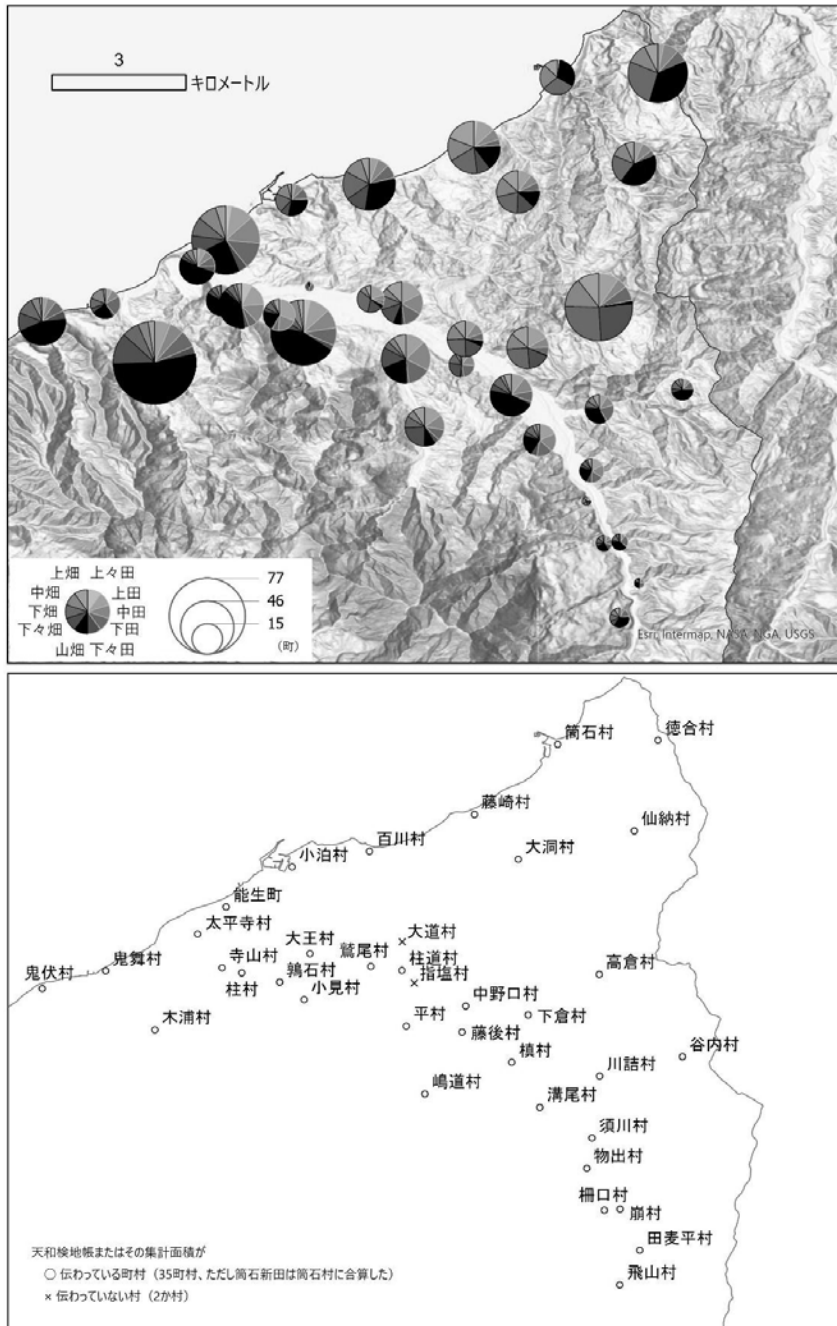 3
キロメートル
上畑 上々田
中畑 上田
下畑 中田
下々畑 下田
山畑 下々田
77
46
15
(町)
Esri, Intermap, NASA, NGA, USGS
筒石村
徳合村
藤崎村
仙納村
百川村
大洞村
小泊村
能生町
太平寺村
大王村
鷲尾村
大道村
鬼舞村
寺山村
柱道村
高倉村
鬼伏村
鶉石村
指塩村
柱村
小見村
中野口村
木浦村
平村
下倉村
藤後村
谷内村
槙村
川詰村
嶋道村
溝尾村
須川村
物出村
柵口村
崩村
田麦平村
飛山村
天和検地帳またはその集計面積が
○ 伝わっている町村(35町村、ただし筒石新田は筒石村に合算した)
× 伝わっていない村(2か村)